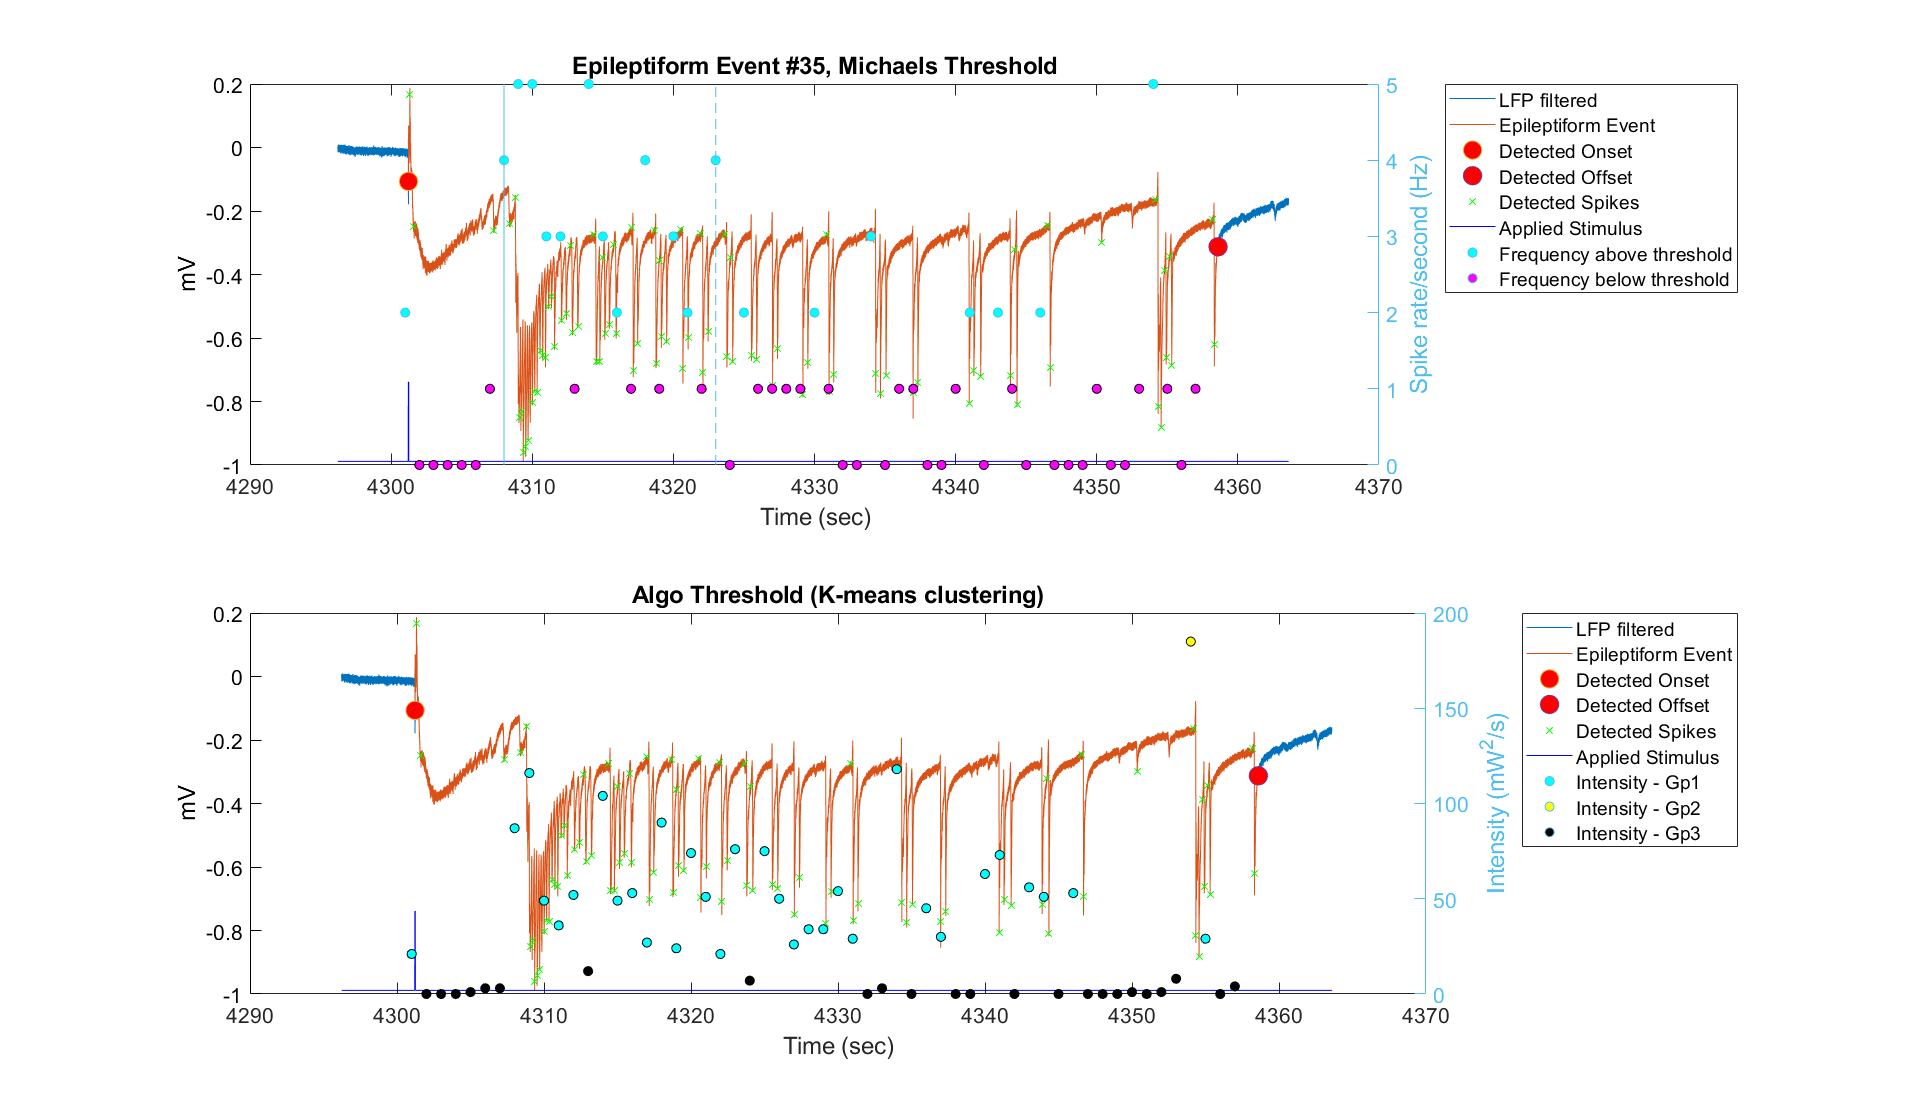 Epileptiform Event #35, Michaels Threshold
0.2
0
-0.2
-0.4
-0.6
-0.8
-1
mV
4290
4300
4310
4320
4330
4340
4350
4360
4370
Time (sec)
5
4
3
2
1
0
Spike rate/second (Hz)
LFP filtered
Epileptiform Event
Detected Onset
Detected Offset
Detected Spikes
Applied Stimulus
Frequency above threshold
Frequency below threshold
Algo Threshold (K-means clustering)
0.2
0
-0.2
-0.4
-0.6
-0.8
-1
mV
4290
4300
4310
4320
4330
4340
4350
4360
4370
Time (sec)
200
150
100
50
0
Intensity (mW²/s)
LFP filtered
Epileptiform Event
Detected Onset
Detected Offset
Detected Spikes
Applied Stimulus
Intensity - Gp1
Intensity - Gp2
Intensity - Gp3